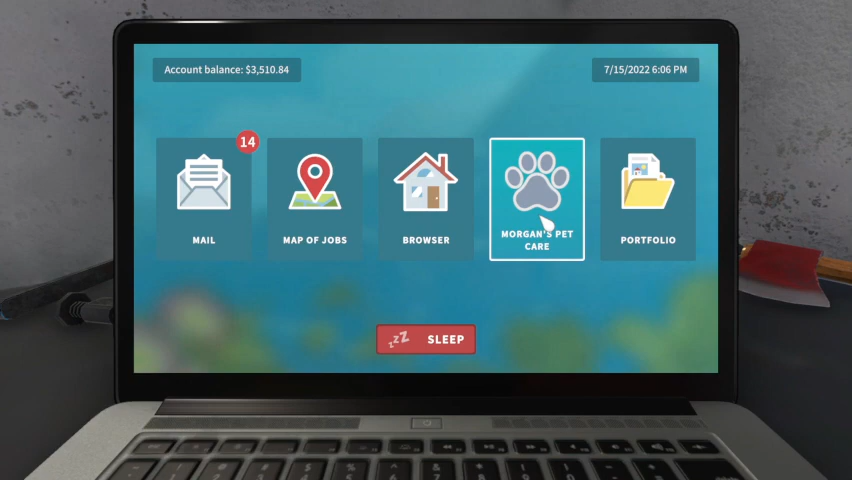 Account balance: $3,510.84
7/15/2022 6:06 PM
14
MAIL
MAP OF JOBS
BROWSER
MORGAN'S PET
CARE
PORTFOLIO
zzz SLEEP